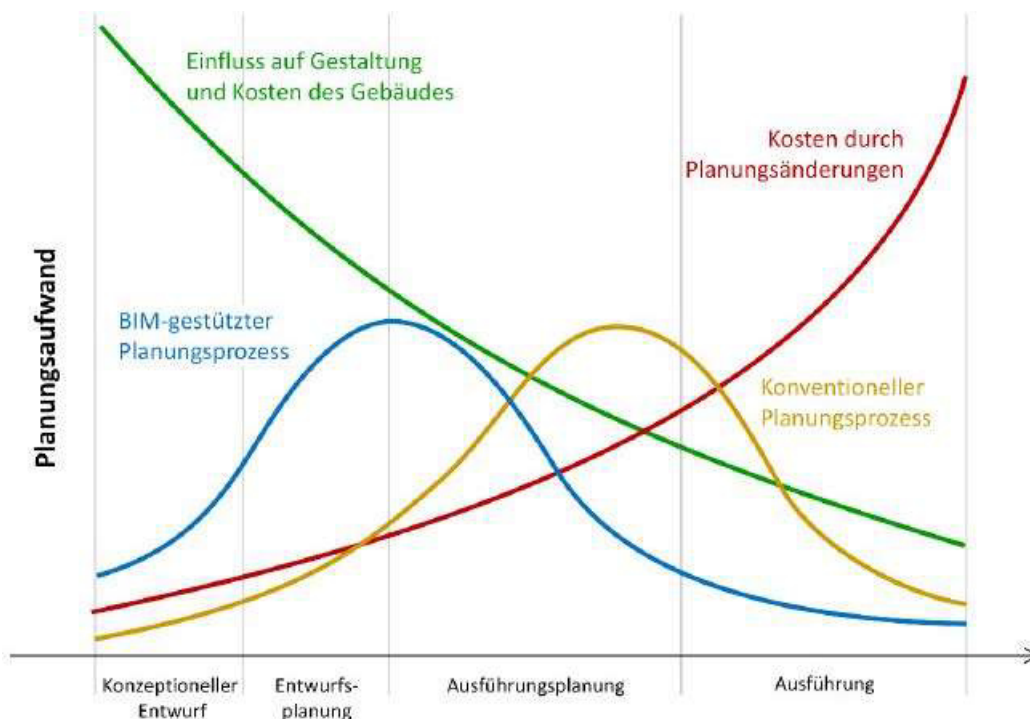 Einfluss auf Gestaltung
und Kosten des Gebäudes
Kosten durch
Planungsänderungen
BIM-gestützter
Planungsprozess
Konventioneller
Planungsprozess
Planungsaufwand
Konzeptioneller
Entwurf
Entwurfs-
planung
Ausführungsplanung
Ausführung